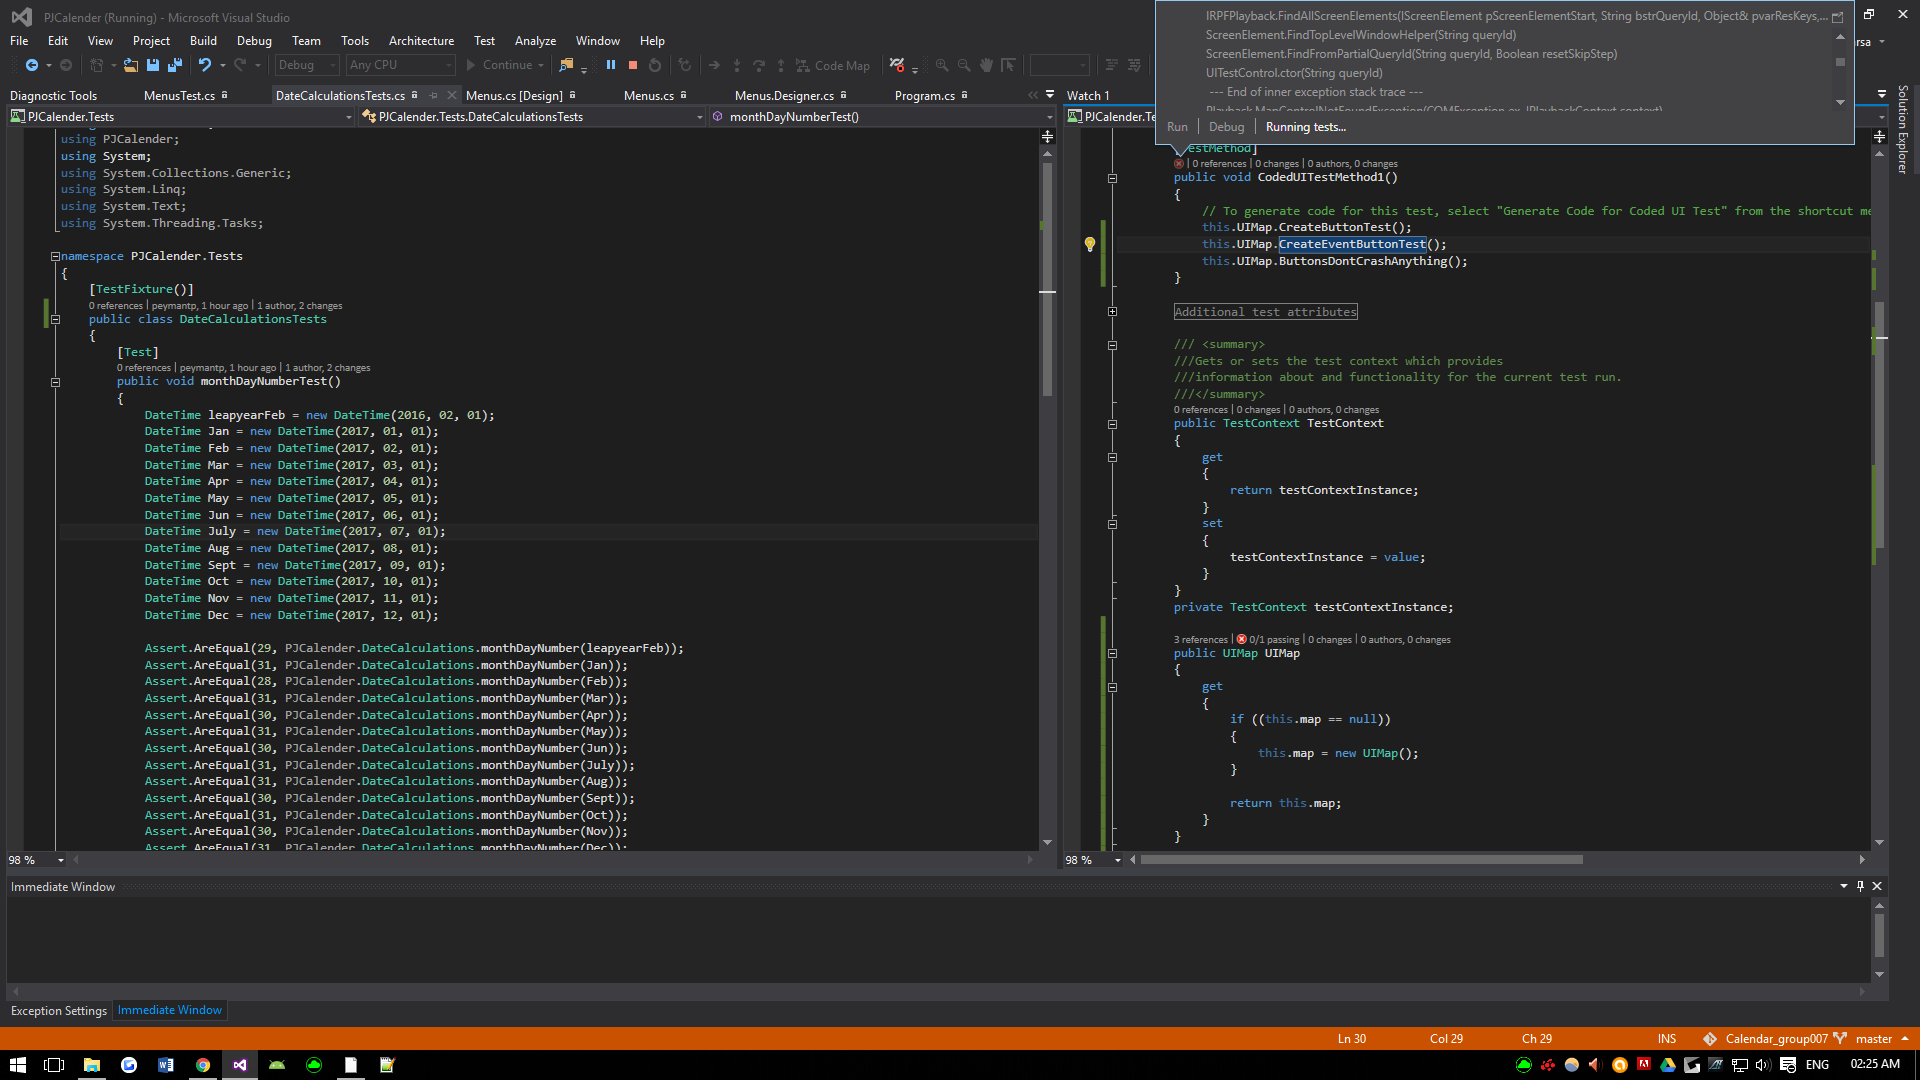 PJCalender (Running) - Microsoft Visual Studio
File Edit View Project Build Debug Team Tools Architecture Test Analyze Window Help
Debug Any CPU Continue Code Map
Diagnostic Tools MenusTest.cs DateCalculationsTests.cs Menus.cs [Design] Menus.cs Menus.Designer.cs Program.cs
PJCalender.Tests PJCalender.Tests.DateCalculationsTests monthDayNumberTest()
using PJCalender;
using System;
using System.Collections.Generic;
using System.Linq;
using System.Text;
using System.Threading.Tasks;
namespace PJCalender.Tests
{
[TestFixture()]
0 references | peymantp, 1 hour ago | 1 author, 2 changes
public class DateCalculationsTests
{
[Test]
0 references | peymantp, 1 hour ago | 1 author, 2 changes
public void monthDayNumberTest()
{
DateTime leapyearFeb = new DateTime(2016, 02, 01);
DateTime Jan = new DateTime(2017, 01, 01);
DateTime Feb = new DateTime(2017, 02, 01);
DateTime Mar = new DateTime(2017, 03, 01);
DateTime Apr = new DateTime(2017, 04, 01);
DateTime May = new DateTime(2017, 05, 01);
DateTime Jun = new DateTime(2017, 06, 01);
DateTime July = new DateTime(2017, 07, 01);
DateTime Aug = new DateTime(2017, 08, 01);
DateTime Sept = new DateTime(2017, 09, 01);
DateTime Oct = new DateTime(2017, 10, 01);
DateTime Nov = new DateTime(2017, 11, 01);
DateTime Dec = new DateTime(2017, 12, 01);
Assert.AreEqual(29, PJCalender.DateCalculations.monthDayNumber(leapyearFeb));
Assert.AreEqual(31, PJCalender.DateCalculations.monthDayNumber(Jan));
Assert.AreEqual(28, PJCalender.DateCalculations.monthDayNumber(Feb));
Assert.AreEqual(31, PJCalender.DateCalculations.monthDayNumber(Mar));
Assert.AreEqual(30, PJCalender.DateCalculations.monthDayNumber(Apr));
Assert.AreEqual(31, PJCalender.DateCalculations.monthDayNumber(May));
Assert.AreEqual(30, PJCalender.DateCalculations.monthDayNumber(Jun));
Assert.AreEqual(31, PJCalender.DateCalculations.monthDayNumber(July));
Assert.AreEqual(31, PJCalender.DateCalculations.monthDayNumber(Aug));
Assert.AreEqual(30, PJCalender.DateCalculations.monthDayNumber(Sept));
Assert.AreEqual(31, PJCalender.DateCalculations.monthDayNumber(Oct));
Assert.AreEqual(30, PJCalender.DateCalculations.monthDayNumber(Nov));
Assert.AreEqual(31, PJCalender.DateCalculations.monthDayNumber(Dec));
98 %
IRPFPlayback.FindAllScreenElements(IScreenElement pScreenElementStart, String bstrQueryId, Object& pvarResKeys,...
ScreenElement.FindTopLevelWindowHelper(String queryId)
ScreenElement.FindFromPartialQueryId(String queryId, Boolean resetSkipStep)
UITestControl.ctor(String queryId)
--- End of inner exception stack trace ---
Playback.MapControlNotFoundException(COMException ex, IPlaybackContext context)
Run Debug Running tests...
Watch 1
PJCalender.Te
Solution Explorer
estMethod]
0 references | 0 changes | 0 authors, 0 changes
public void CodedUITestMethod1()
{
// To generate code for this test, select "Generate Code for Coded UI Test" from the shortcut me
this.UIMap.CreateButtonTest();
this.UIMap.CreateEventButtonTest();
this.UIMap.ButtonsDontCrashAnything();
}
Additional test attributes
/// <summary>
///Gets or sets the test context which provides
///information about and functionality for the current test run.
///</summary>
0 references | 0 changes | 0 authors, 0 changes
public TestContext TestContext
{
get
{
return testContextInstance;
}
set
{
testContextInstance = value;
}
}
private TestContext testContextInstance;
3 references | 0/1 passing | 0 changes | 0 authors, 0 changes
public UIMap UIMap
{
get
{
if ((this.map == null))
{
this.map = new UIMap();
}
return this.map;
}
}
98 %
Immediate Window
Exception Settings Immediate Window
Ln 30 Col 29 Ch 29 INS Calendar_group007 master
ENG 02:25 AM